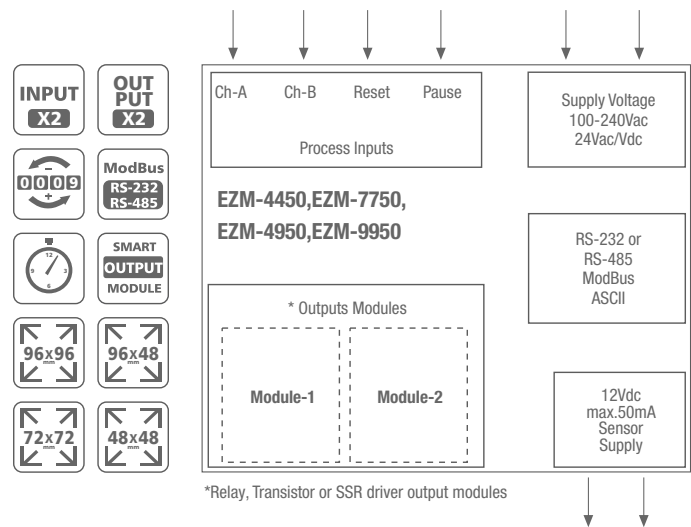 INPUT
X2
OUT
PUT
X2
-
0009
+
ModBus
RS-232
RS-485
12
9
3
6
SMART
OUTPUT
MODULE
96x96
mm
96x48
mm
72x72
mm
48x48
mm
Ch-A Ch-B Reset Pause
Process Inputs
Supply Voltage
100-240Vac
24Vac/Vdc
EZM-4450,EZM-7750,
EZM-4950,EZM-9950
RS-232 or
RS-485
ModBus
ASCII
* Outputs Modules
Module-1 Module-2
12Vdc
max.50mA
Sensor
Supply
*Relay, Transistor or SSR driver output modules